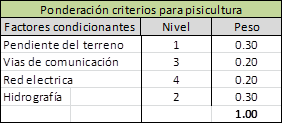 Ponderación criterios para pisicultura
Factores condicionantes Nivel Peso
Pendiente del terreno 1 0.30
Vias de comunicación 3 0.20
Red electrica 4 0.20
Hidrografía 2 0.30
1.00